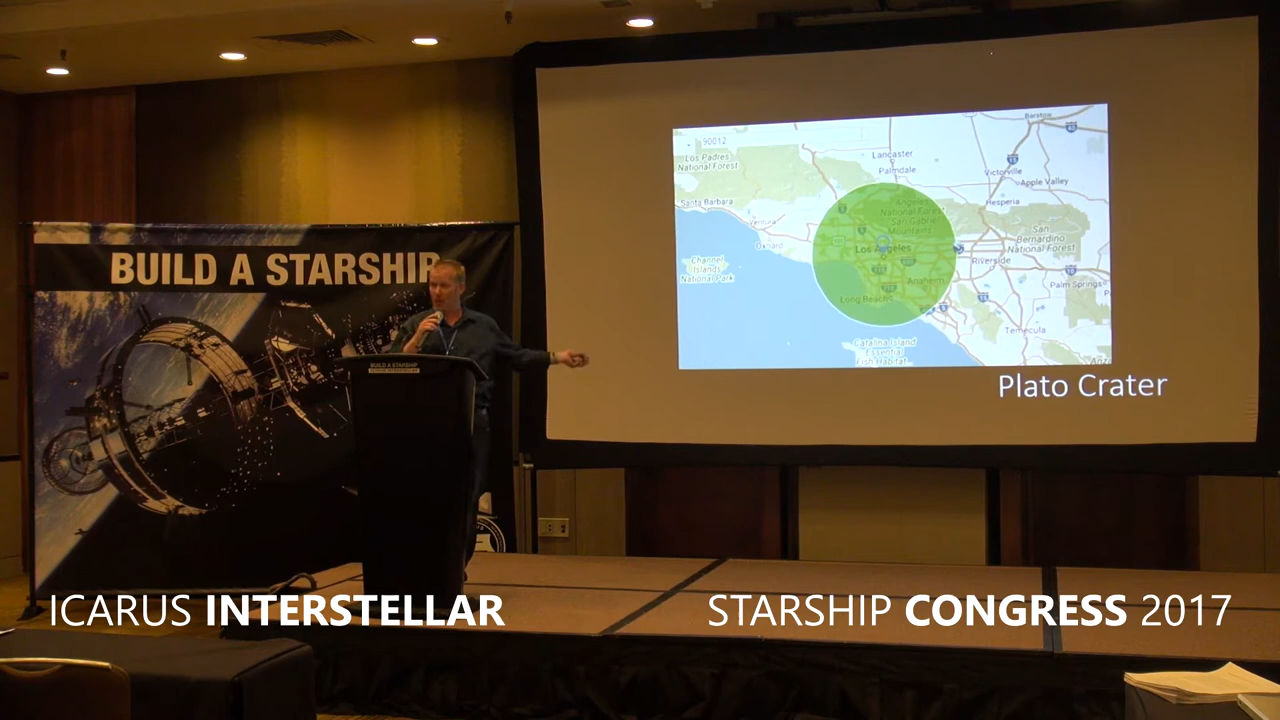 BUILD A STARSHIP
BUILD A STARSHIP
90012
Los Padres
National Forest
Santa Barbara
Ventura
Oxnard
Channel
Islands
National Park
Lancaster
Palmdale
Barstow
Victorville
Apple Valley
Hesperia
Angeles
National Forest
San Gabriel
Mountains
Los Angeles
San
Bernardino
National Forest
Riverside
Anaheim
Long Beach
Palm Springs
Temecula
Catalina Island
Essential
Fish Habitat...
Plato Crater
ICARUS INTERSTELLAR
STARSHIP CONGRESS 2017